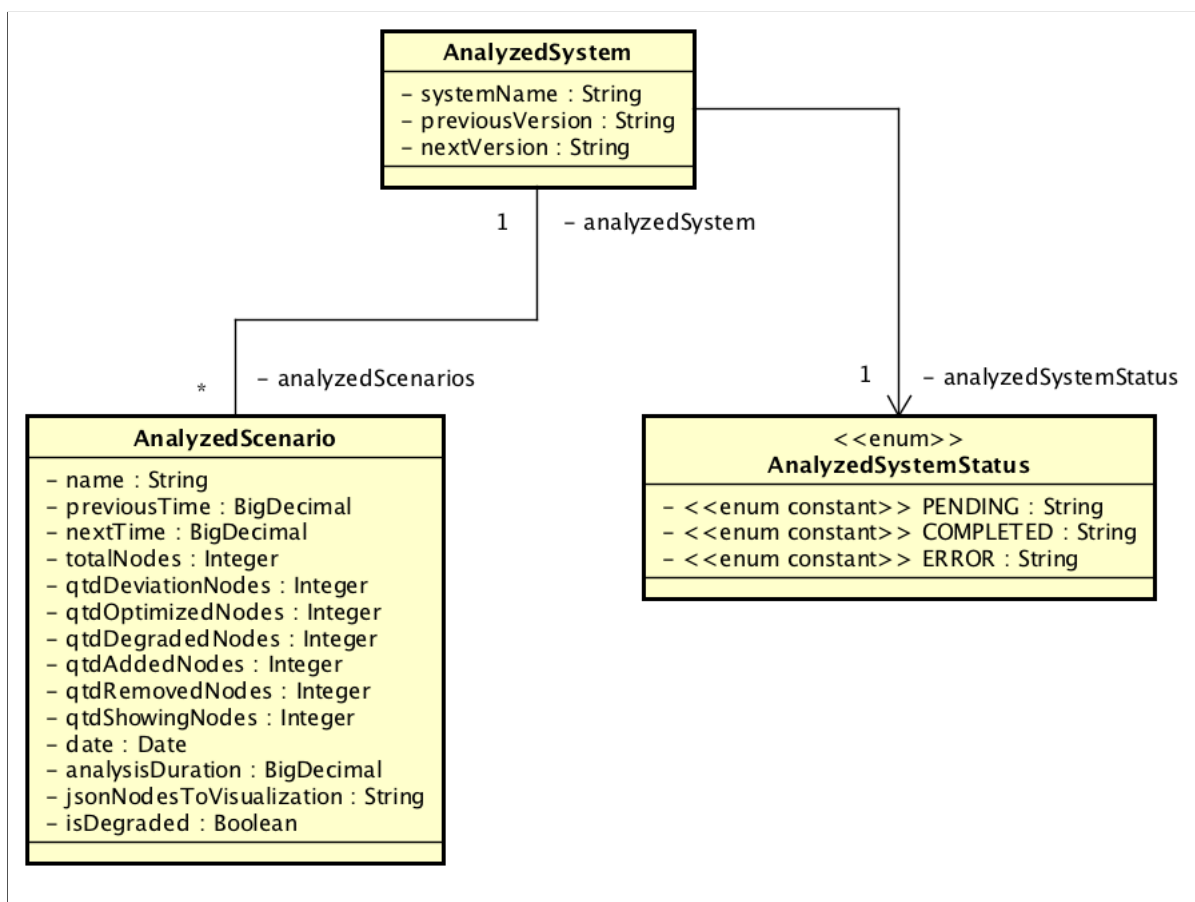 AnalyzedSystem
– systemName : String
– previousVersion : String
– nextVersion : String
1
– analyzedSystem
*
– analyzedScenarios
1
– analyzedSystemStatus
AnalyzedScenario
– name : String
– previousTime : BigDecimal
– nextTime : BigDecimal
– totalNodes : Integer
– qtdDeviationNodes : Integer
– qtdOptimizedNodes : Integer
– qtdDegradedNodes : Integer
– qtdAddedNodes : Integer
– qtdRemovedNodes : Integer
– qtdShowingNodes : Integer
– date : Date
– analysisDuration : BigDecimal
– jsonNodesToVisualization : String
– isDegraded : Boolean
<<enum>>
AnalyzedSystemStatus
– <<enum constant>> PENDING : String
– <<enum constant>> COMPLETED : String
– <<enum constant>> ERROR : String